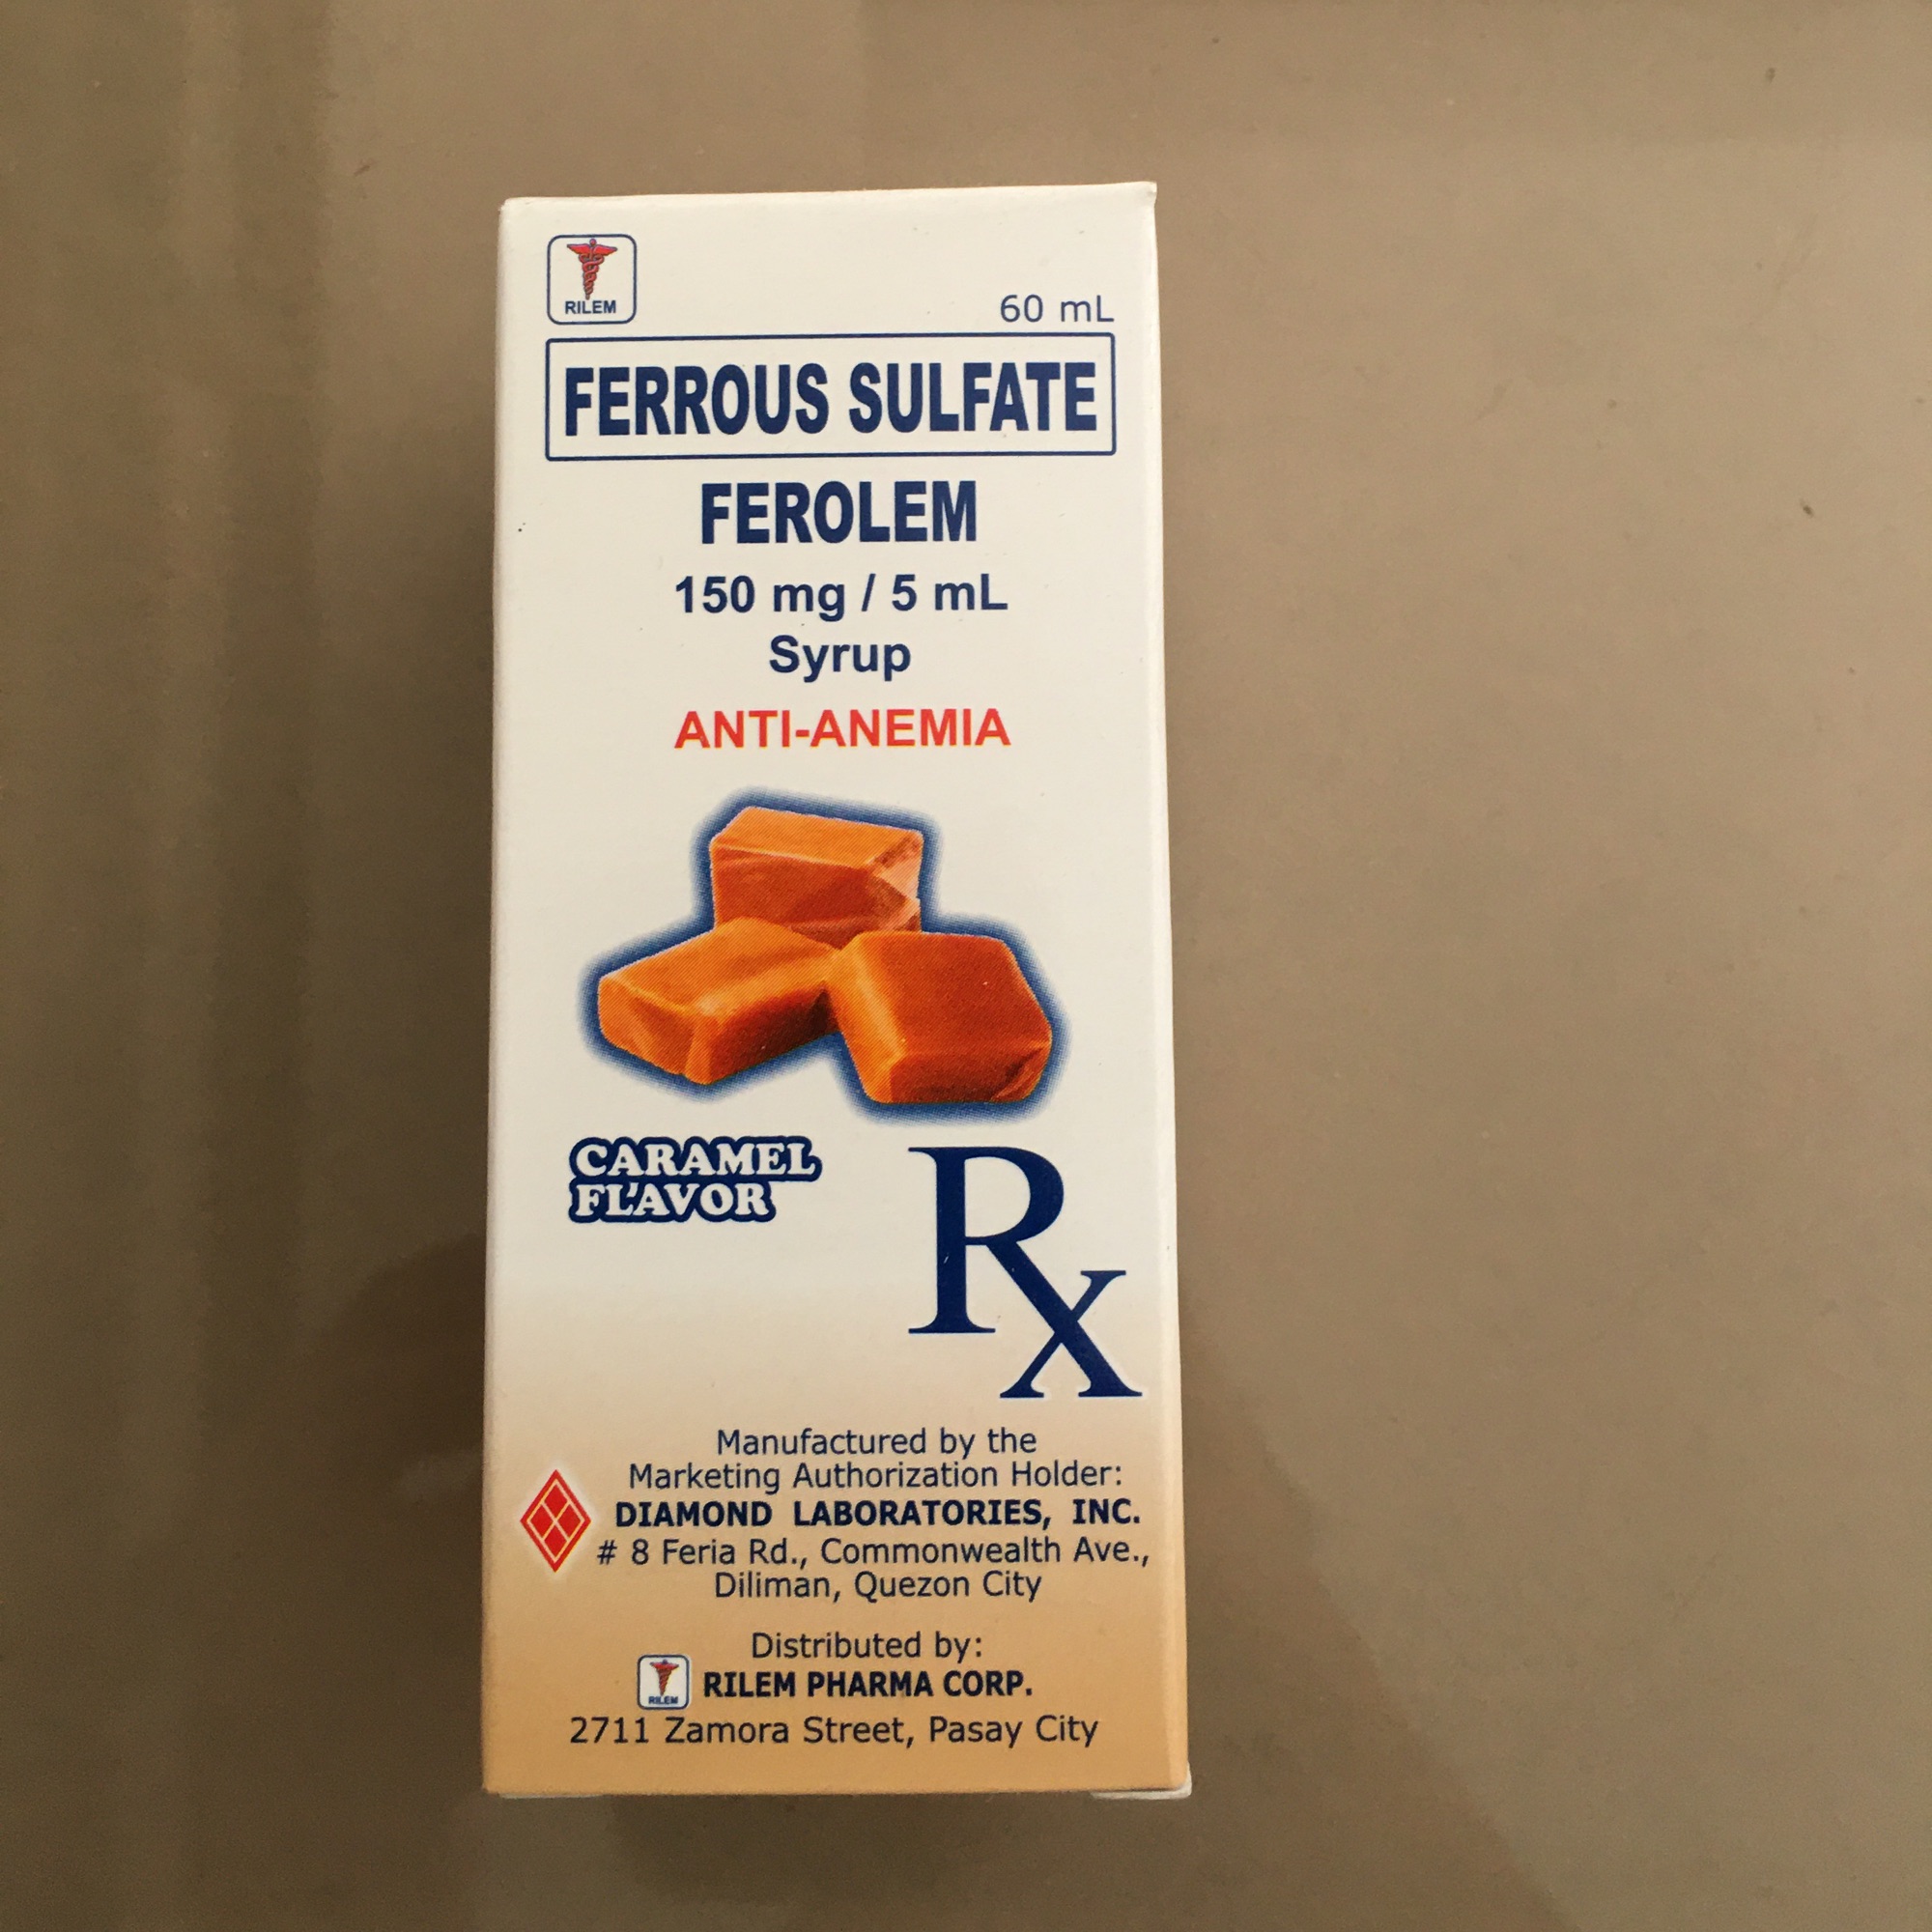 RILEM
60 mL
FERROUS SULFATE
FEROLEM
150 mg / 5 mL
Syrup
ANTI-ANEMIA
CARAMEL
FLAVOR
Rx
Manufactured by the
Marketing Authorization Holder:
DIAMOND LABORATORIES, INC.
# 8 Feria Rd., Commonwealth Ave.,
Diliman, Quezon City
Distributed by:
RILEM
RILEM PHARMA CORP.
2711 Zamora Street, Pasay City